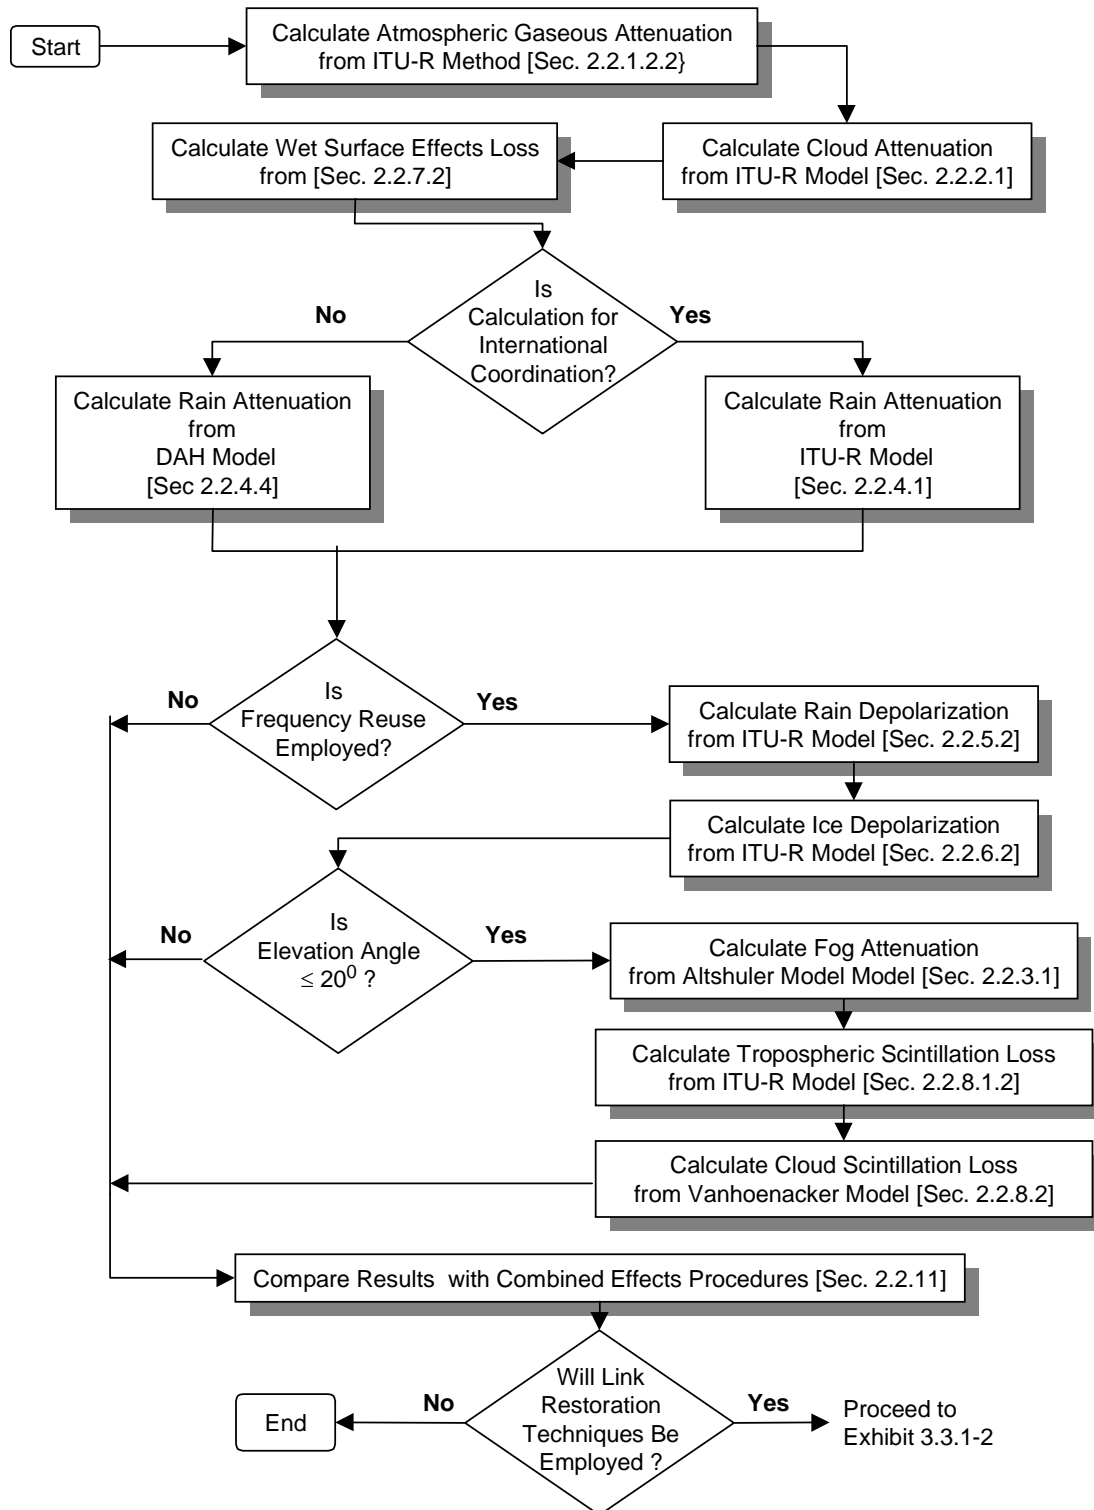 Start
Calculate Atmospheric Gaseous Attenuation
from ITU-R Method [Sec. 2.2.1.2.2}
Calculate Cloud Attenuation
from ITU-R Model [Sec. 2.2.2.1]
Calculate Wet Surface Effects Loss
from [Sec. 2.2.7.2]
Is
Calculation for
International
Coordination?
No
Yes
Calculate Rain Attenuation
from
DAH Model
[Sec 2.2.4.4]
Calculate Rain Attenuation
from
ITU-R Model
[Sec. 2.2.4.1]
Is
Frequency Reuse
Employed?
No
Yes
Calculate Rain Depolarization
from ITU-R Model [Sec. 2.2.5.2]
Calculate Ice Depolarization
from ITU-R Model [Sec. 2.2.6.2]
Is
Elevation Angle
≤ 20⁰ ?
No
Yes
Calculate Fog Attenuation
from Altshuler Model Model [Sec. 2.2.3.1]
Calculate Tropospheric Scintillation Loss
from ITU-R Model [Sec. 2.2.8.1.2]
Calculate Cloud Scintillation Loss
from Vanhoenacker Model [Sec. 2.2.8.2]
Compare Results with Combined Effects Procedures [Sec. 2.2.11]
Will Link
Restoration
Techniques Be
Employed ?
No
Yes
End
Proceed to
Exhibit 3.3.1-2